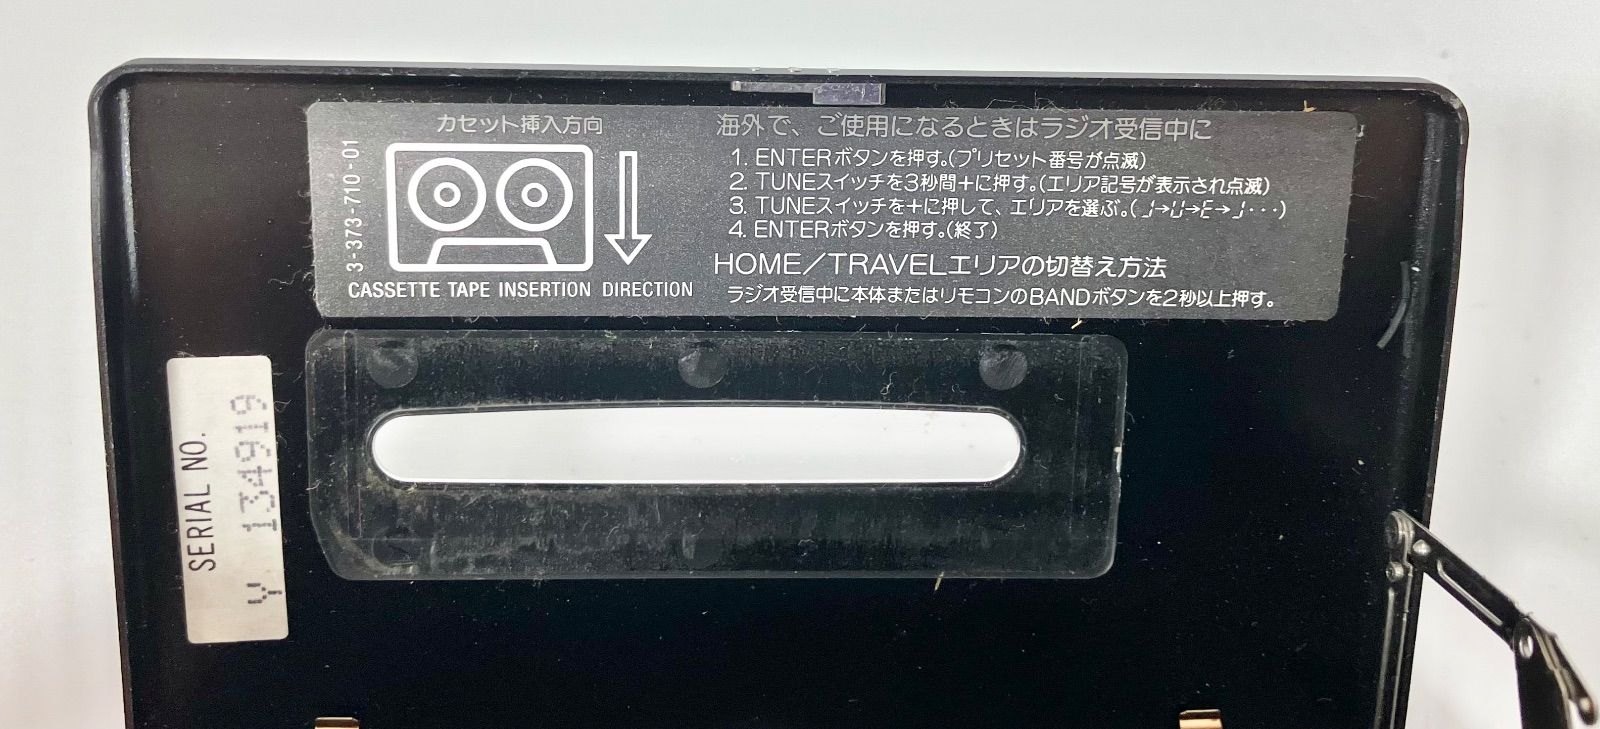 カセット挿入方向
3-373-710-01
CASSETTE TAPE INSERTION DIRECTION
海外で、ご使用になるときはラジオ受信中に
1. ENTERボタンを押す。(プリセット番号が点滅)
2. TUNEスイッチを3秒間+に押す。(エリア記号が表示され点滅)
3. TUNEスイッチを+に押して、エリアを選ぶ。(J→U→E→J···)
4. ENTERボタンを押す。(終了)
HOME/TRAVELエリアの切替え方法
ラジオ受信中に本体またはリモコンのBANDボタンを2秒以上押す。
SERIAL NO.
Y 134919